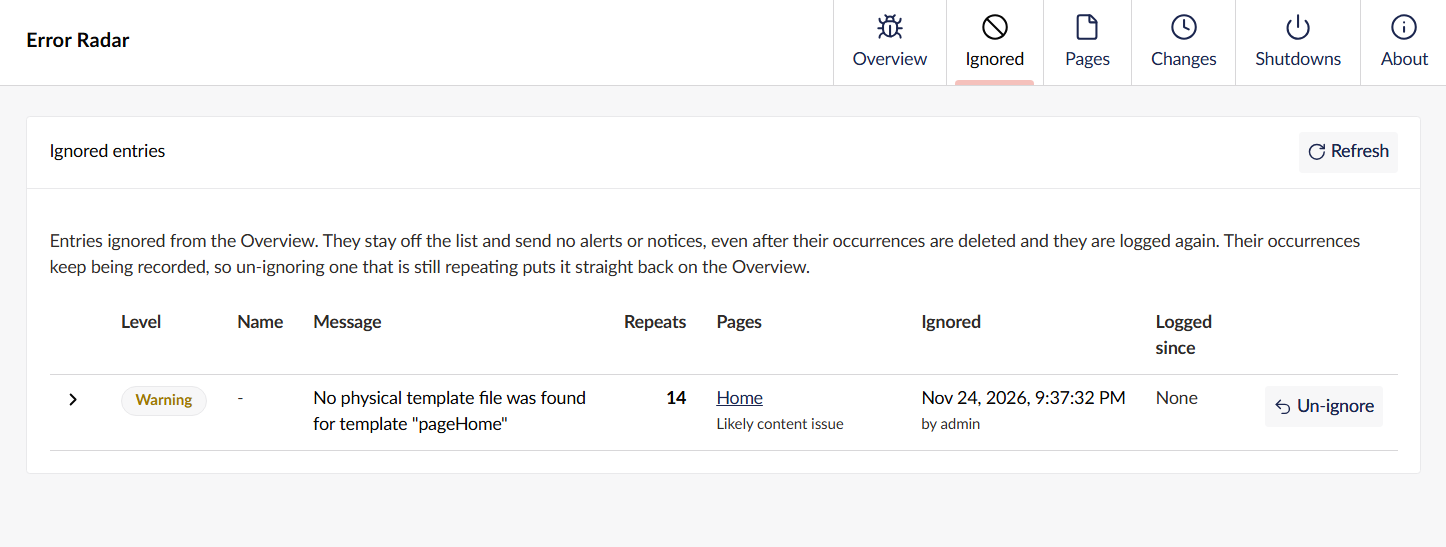 Error Radar
Overview
Ignored
Pages
Changes
Shutdowns
About
Ignored entries
Refresh
Entries ignored from the Overview. They stay off the list and send no alerts or notices, even after their occurrences are deleted and they are logged again. Their occurrences
keep being recorded, so un-ignoring one that is still repeating puts it straight back on the Overview.
Level Name Message Repeats Pages Ignored Logged
since
Warning - No physical template file was found 14 Home Nov 24, 2026, 9:37:32 PM None Un-ignore
for template "pageHome" Likely content issue by admin